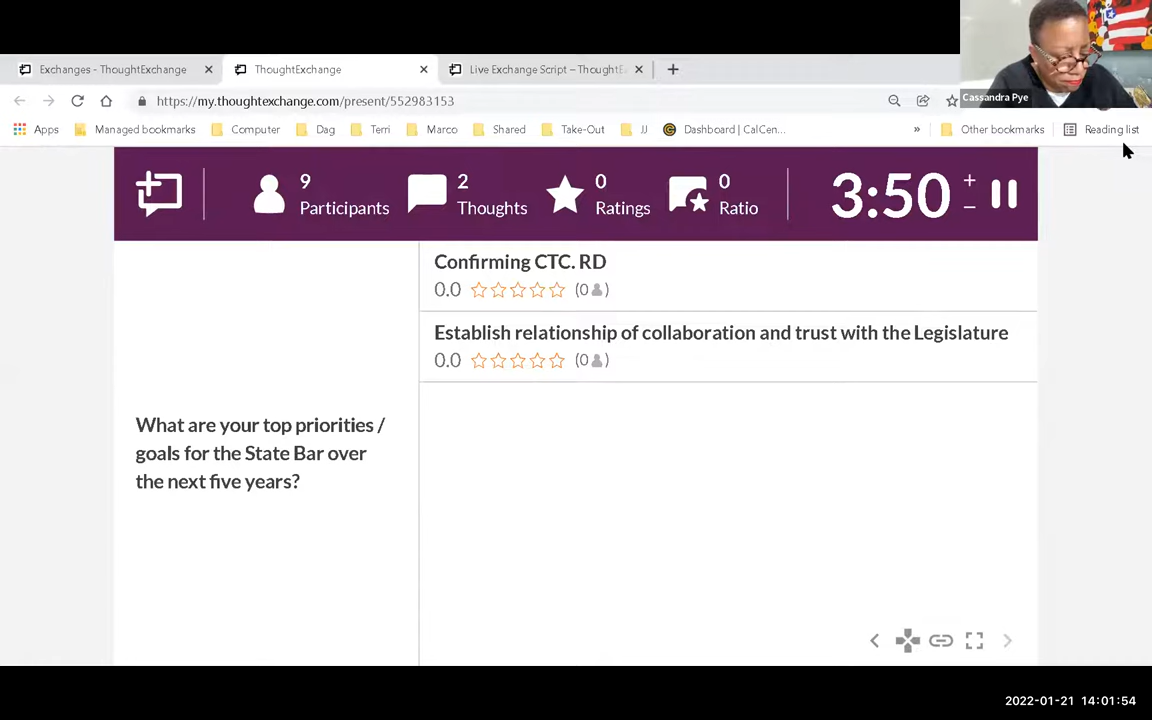 Exchanges - ThoughtExchange
ThoughtExchange
Live Exchange Script – ThoughtE
Cassandra Pye
https://my.thoughtexchange.com/present/552983153
Apps
Managed bookmarks
Computer
Dag
Terri
Marco
Shared
Take-Out
JJ
Dashboard | CalCen...
»
Other bookmarks
Reading list
9
Participants
2
Thoughts
0
Ratings
0
Ratio
3:50
+
–
Confirming CTC. RD
0.0
(0)
Establish relationship of collaboration and trust with the Legislature
0.0
(0)
What are your top priorities /
goals for the State Bar over
the next five years?
2022-01-21 14:01:54